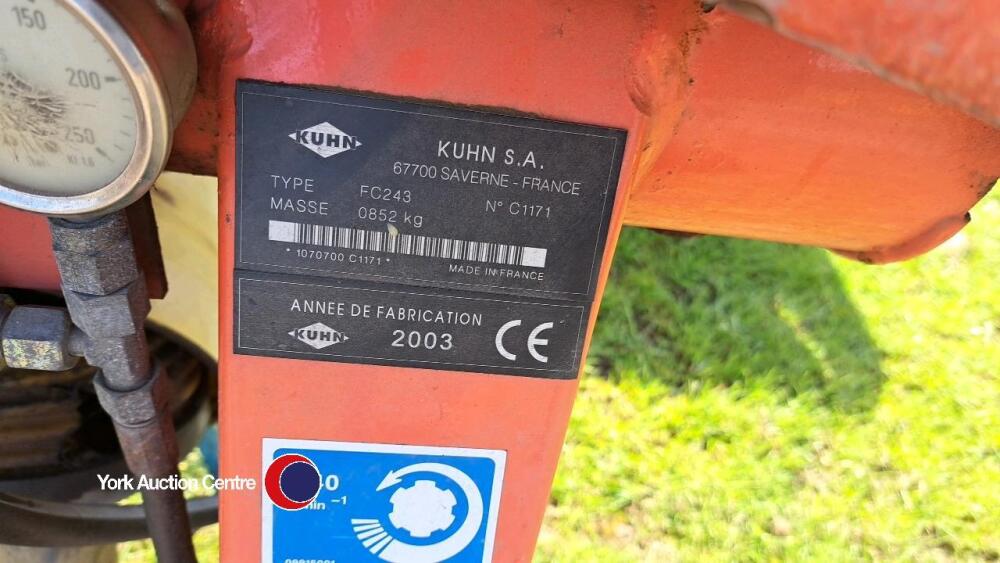 150
200
250
KUHN
KUHN S.A.
67700 SAVERNE - FRANCE
TYPE FC243 N° C1171
MASSE 0852 kg
* 1070700 C1171 *
MADE IN FRANCE
ANNEE DE FABRICATION
KUHN 2003 CE
York Auction Centre